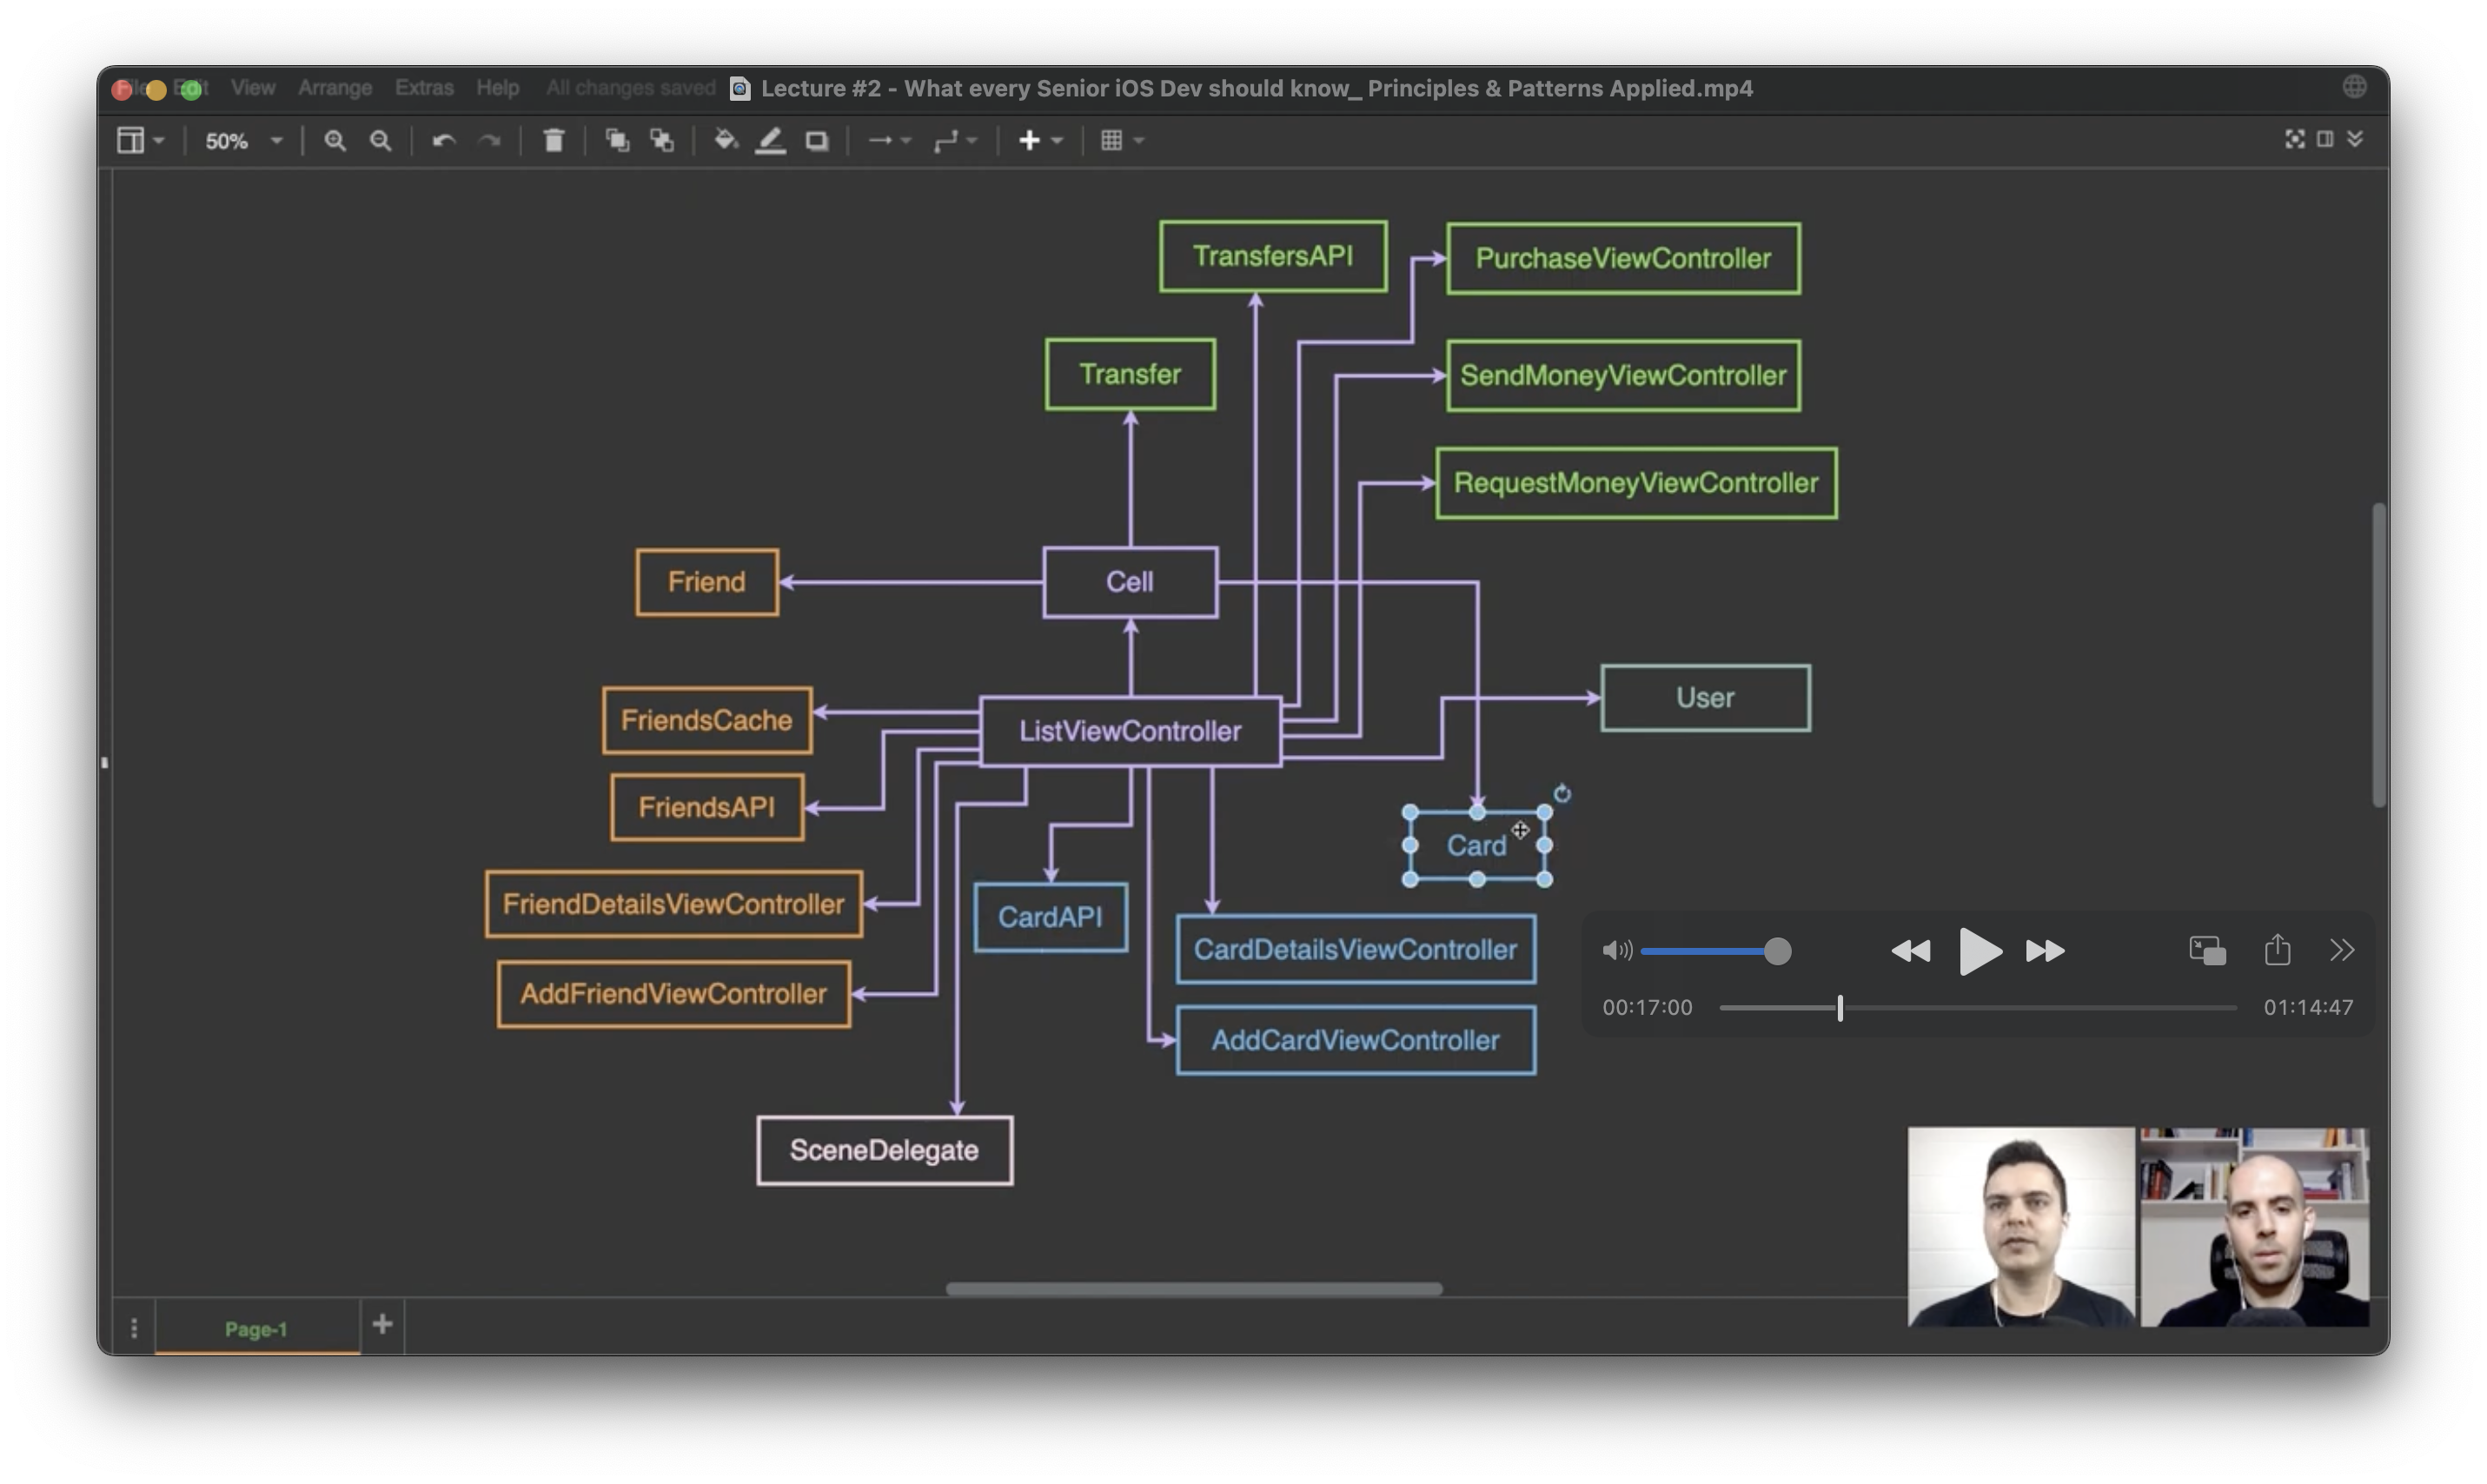 File Edit View Arrange Extras Help All changes saved Lecture #2 - What every Senior iOS Dev should know_ Principles & Patterns Applied.mp4
50%
TransfersAPI
PurchaseViewController
Transfer
SendMoneyViewController
RequestMoneyViewController
Friend
Cell
User
FriendsCache
ListViewController
FriendsAPI
Card
FriendDetailsViewController
CardAPI
CardDetailsViewController
AddFriendViewController
00:17:00
01:14:47
AddCardViewController
SceneDelegate
Page-1